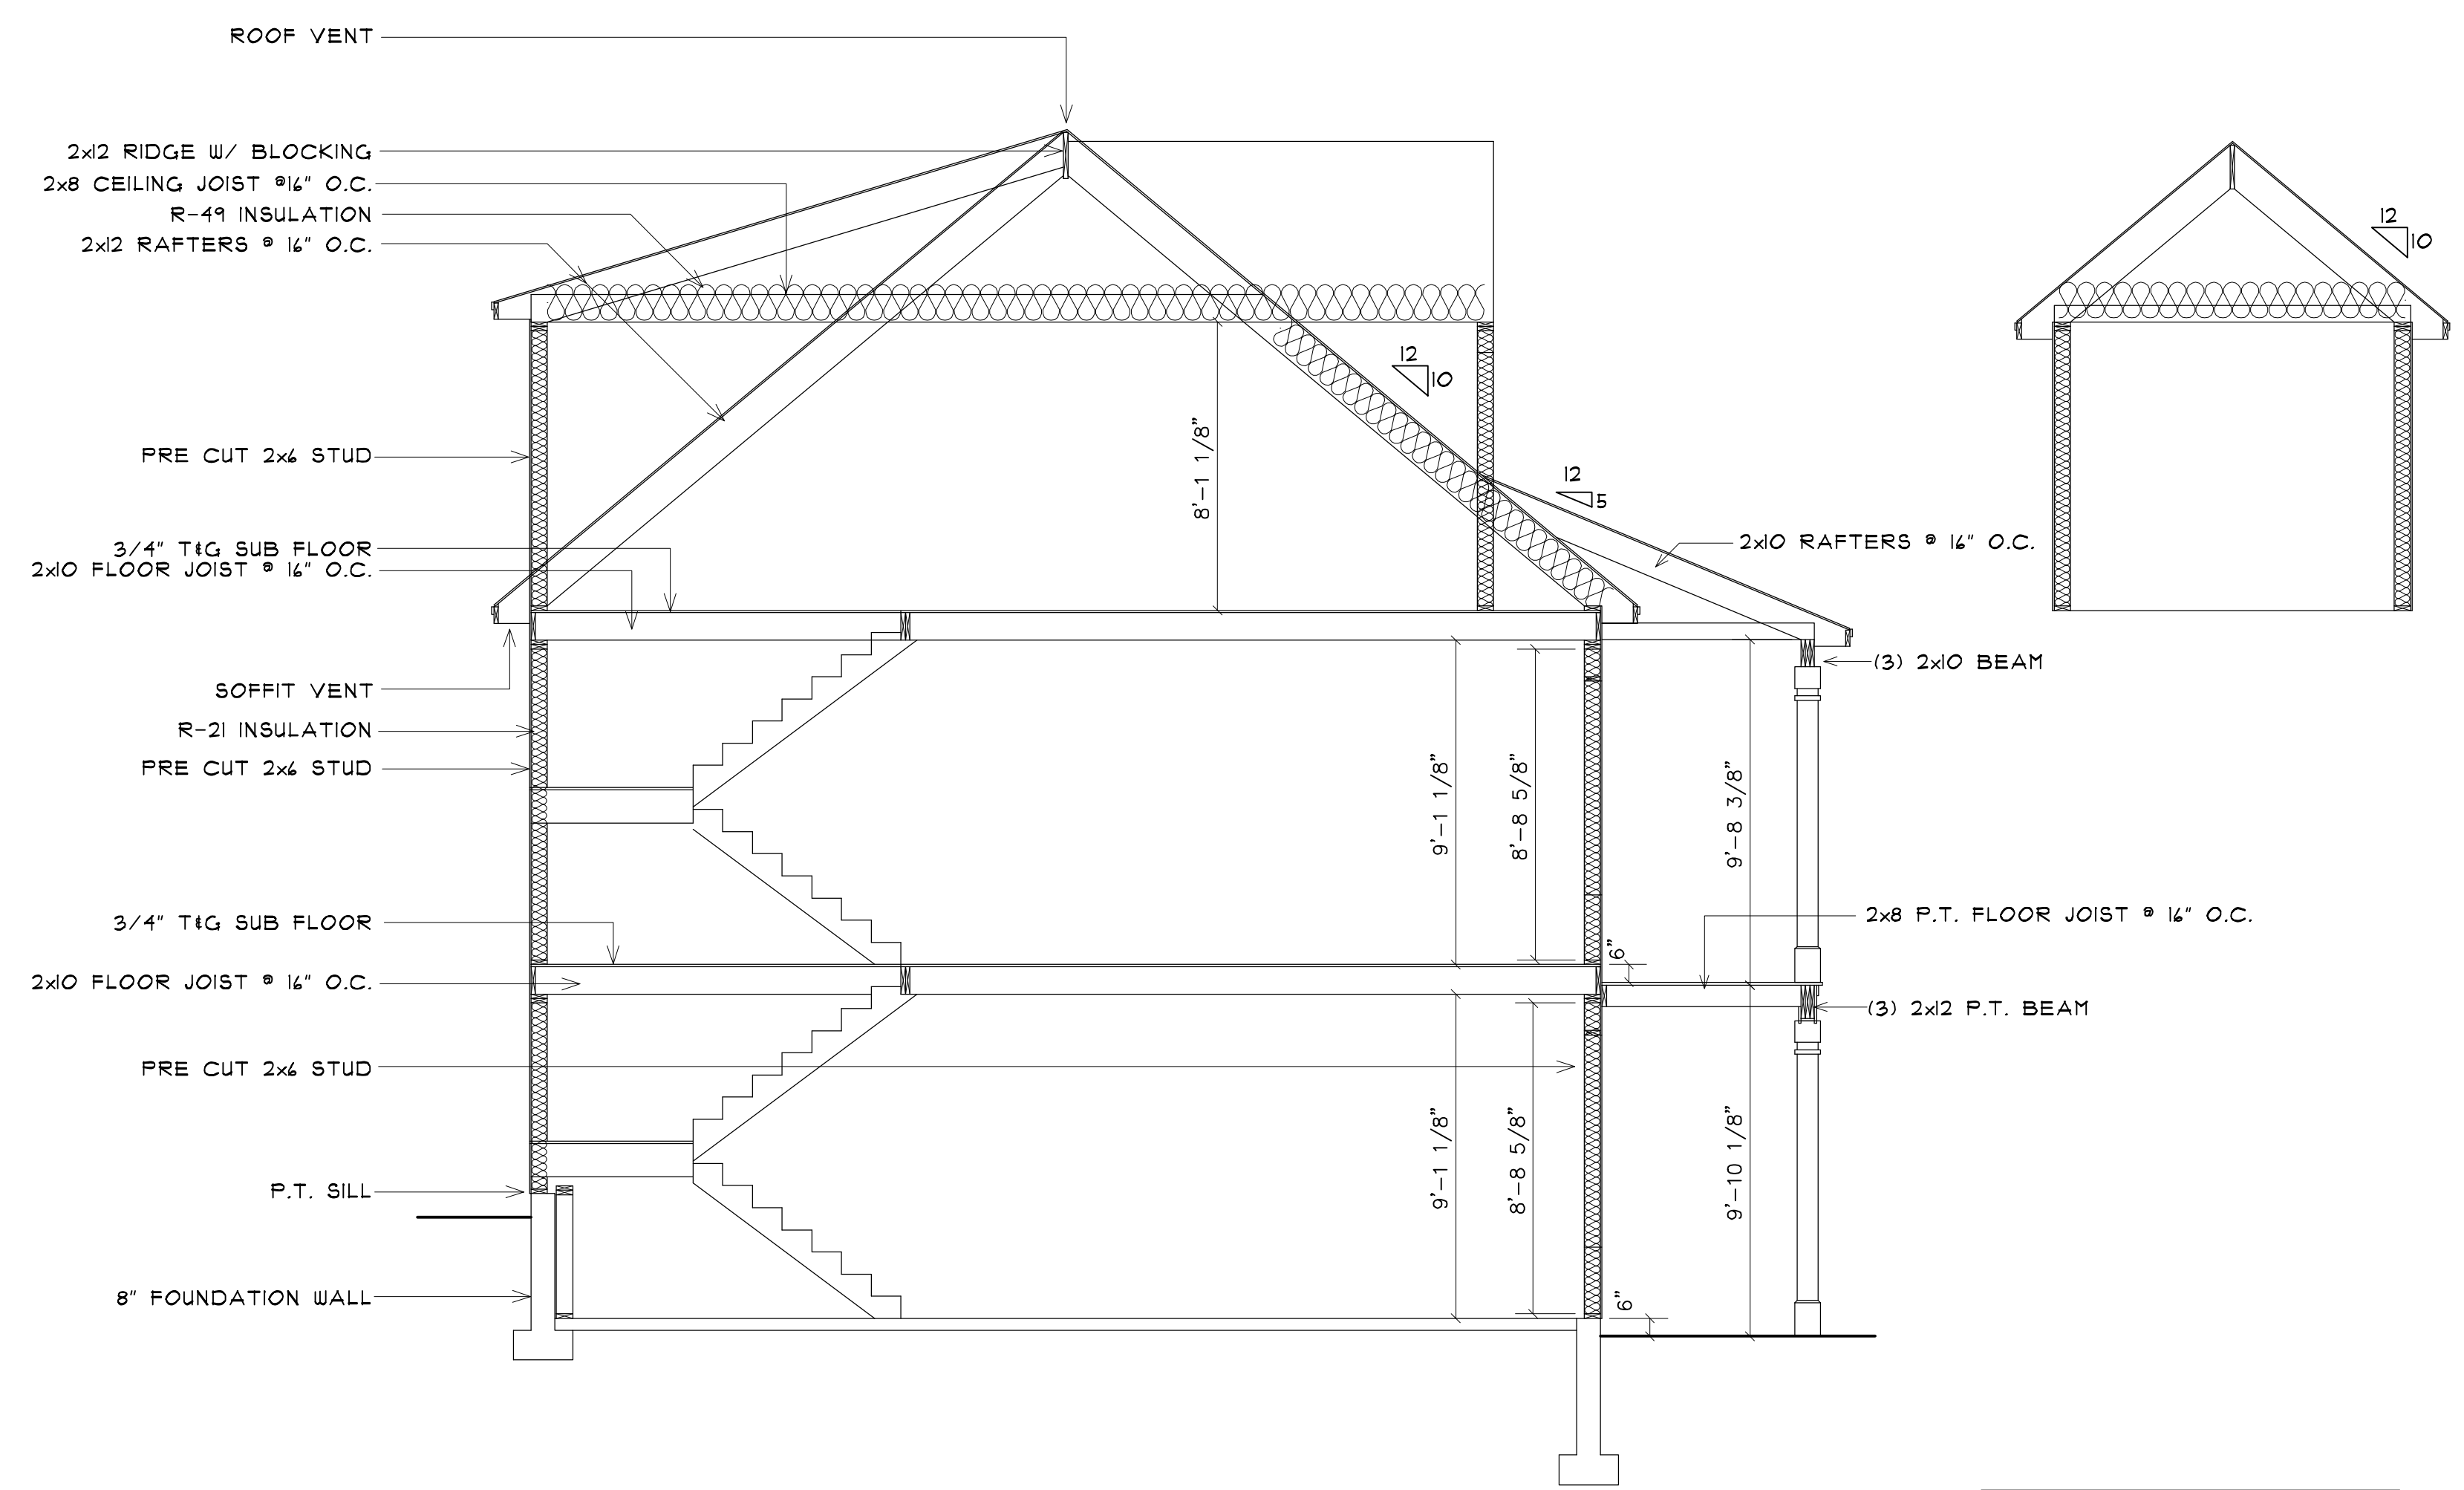 ROOF VENT
2x12 RIDGE W/ BLOCKING
2x8 CEILING JOIST @16" O.C.
R-49 INSULATION
2x12 RAFTERS @ 16" O.C.
12
10
12
10
PRE CUT 2x6 STUD
8'-1 1/8"
12
5
3/4" T&G SUB FLOOR
2x10 FLOOR JOIST @ 16" O.C.
2x10 RAFTERS @ 16" O.C.
(3) 2x10 BEAM
SOFFIT VENT
R-21 INSULATION
PRE CUT 2x6 STUD
9'-1 1/8"
8'-8 5/8"
9'-8 3/8"
3/4" T&G SUB FLOOR
2x8 P.T. FLOOR JOIST @ 16" O.C.
6"
2x10 FLOOR JOIST @ 16" O.C.
(3) 2x12 P.T. BEAM
PRE CUT 2x6 STUD
9'-1 1/8"
8'-8 5/8"
9'-10 1/8"
P.T. SILL
8" FOUNDATION WALL
6"